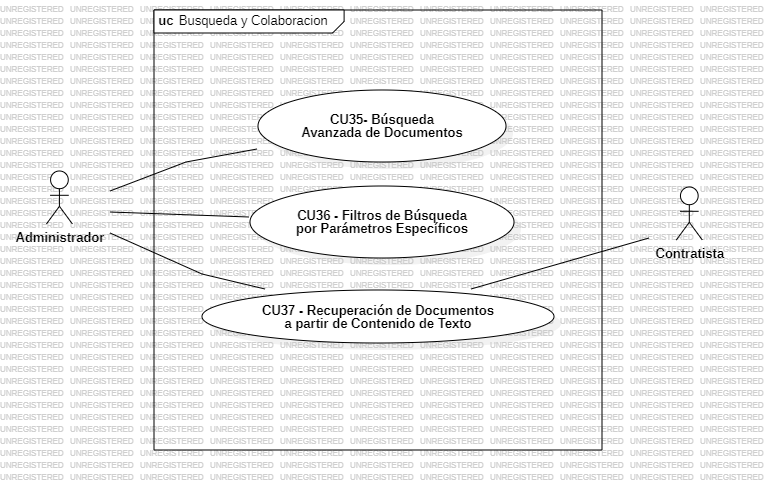 uc Busqueda y Colaboracion
CU35- Búsqueda
Avanzada de Documentos
CU36 - Filtros de Búsqueda
por Parámetros Específicos
Administrador
Contratista
CU37 - Recuperación de Documentos
a partir de Contenido de Texto
UNREGISTERED